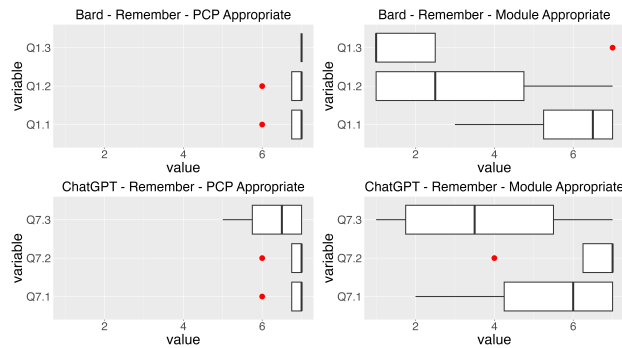 Bard - Remember - PCP Appropriate
variable
Q1.3
Q1.2
Q1.1
2 4 6
value
Bard - Remember - Module Appropriate
variable
Q1.3
Q1.2
Q1.1
2 4 6
value
ChatGPT - Remember - PCP Appropriate
variable
Q7.3
Q7.2
Q7.1
2 4 6
value
ChatGPT - Remember - Module Appropriate
variable
Q7.3
Q7.2
Q7.1
2 4 6
value